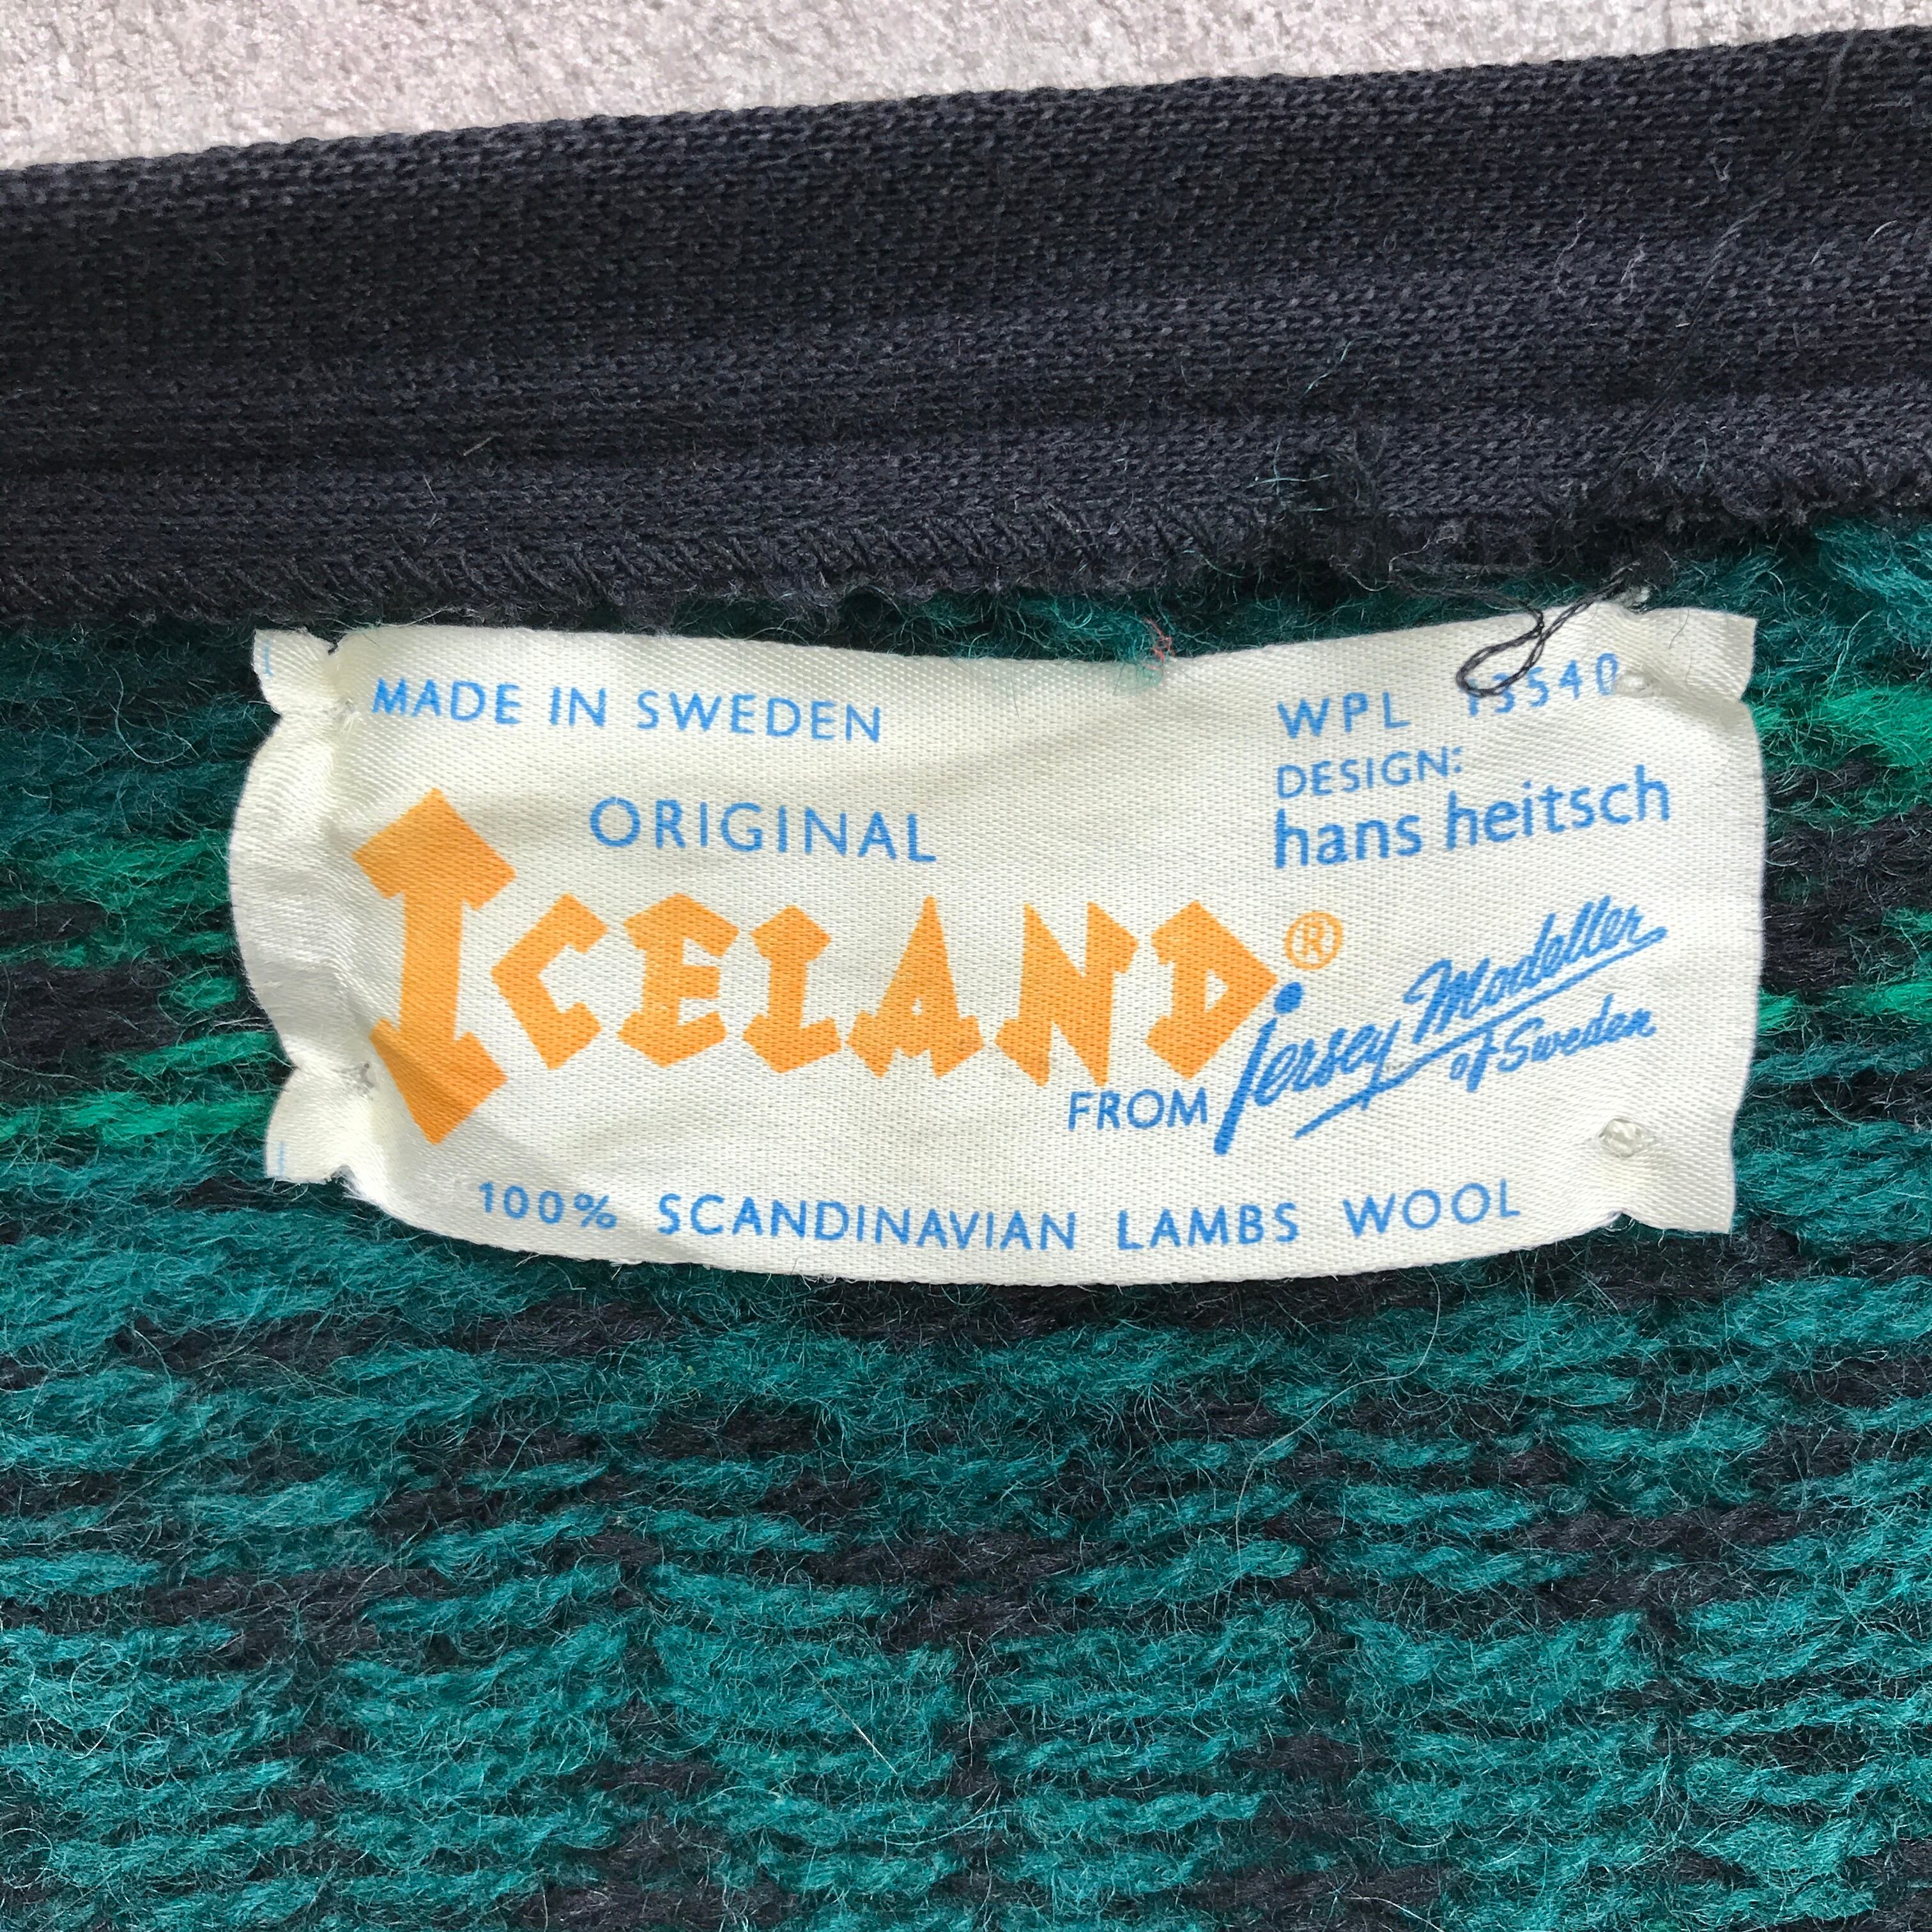 MADE IN SWEDEN
ORIGINAL
ICELAND®
WPL 13540
DESIGN:
hans heitsch
FROM jersey Modeller
of Sweden
100% SCANDINAVIAN LAMBS WOOL